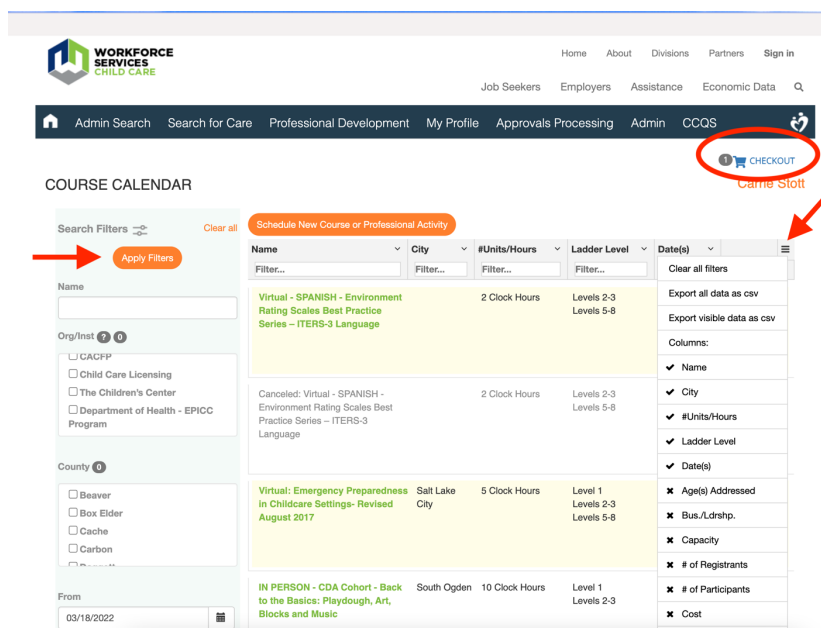 WORKFORCE
SERVICES
CHILD CARE
Home About Divisions Partners Sign in
Job Seekers Employers Assistance Economic Data
Admin Search Search for Care Professional Development My Profile Approvals Processing Admin CCQS
1 CHECKOUT
COURSE CALENDAR
Carrie Stott
Search Filters
Clear all
Apply Filters
Name
Org/Inst ? 0
CACFP
Child Care Licensing
The Children's Center
Department of Health - EPICC
Program
County 0
Beaver
Box Elder
Cache
Carbon
From
03/18/2022
Schedule New Course or Professional Activity
Name City #Units/Hours Ladder Level Date(s)
Filter... Filter... Filter... Filter...
Virtual - SPANISH - Environment
Rating Scales Best Practice
Series – ITERS-3 Language
2 Clock Hours
Levels 2-3
Levels 5-8
Canceled: Virtual - SPANISH -
Environment Rating Scales Best
Practice Series – ITERS-3
Language
2 Clock Hours
Levels 2-3
Levels 5-8
Virtual: Emergency Preparedness
in Childcare Settings- Revised
August 2017
Salt Lake
City
5 Clock Hours
Level 1
Levels 2-3
Levels 5-8
IN PERSON - CDA Cohort - Back
to the Basics: Playdough, Art,
Blocks and Music
South Ogden
10 Clock Hours
Level 1
Levels 2-3
Clear all filters
Export all data as csv
Export visible data as csv
Columns:
Name
City
#Units/Hours
Ladder Level
Date(s)
Age(s) Addressed
Bus./Ldrshp.
Capacity
# of Registrants
# of Participants
Cost